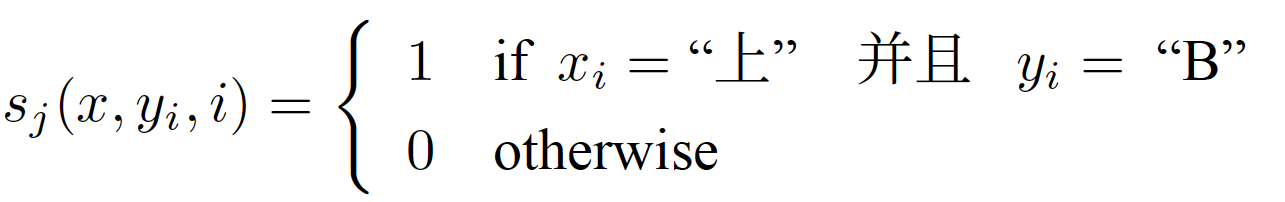 s_j(x, y_i, i) = { 1 if x_i = “上” 并且 y_i = “B”
0 otherwise